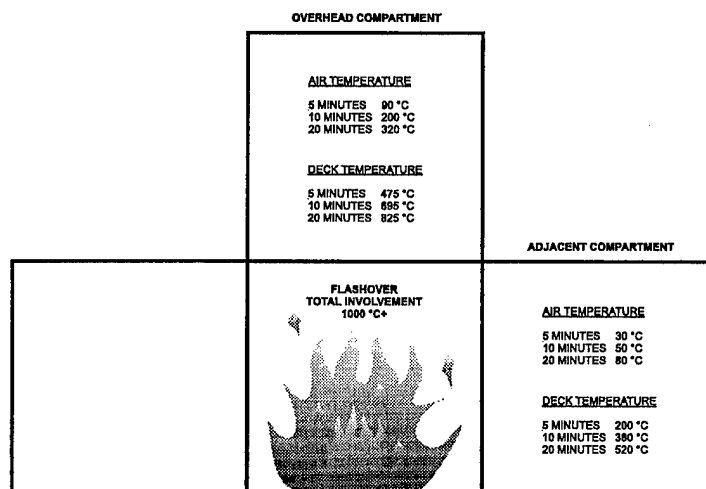 OVERHEAD COMPARTMENT
AIR TEMPERATURE
5 MINUTES 90 °C
10 MINUTES 200 °C
20 MINUTES 320 °C
DECK TEMPERATURE
5 MINUTES 475 °C
10 MINUTES 695 °C
20 MINUTES 825 °C
ADJACENT COMPARTMENT
FLASHOVER
TOTAL INVOLVEMENT
1000 °C+
AIR TEMPERATURE
5 MINUTES 30 °C
10 MINUTES 50 °C
20 MINUTES 80 °C
DECK TEMPERATURE
5 MINUTES 200 °C
10 MINUTES 380 °C
20 MINUTES 520 °C